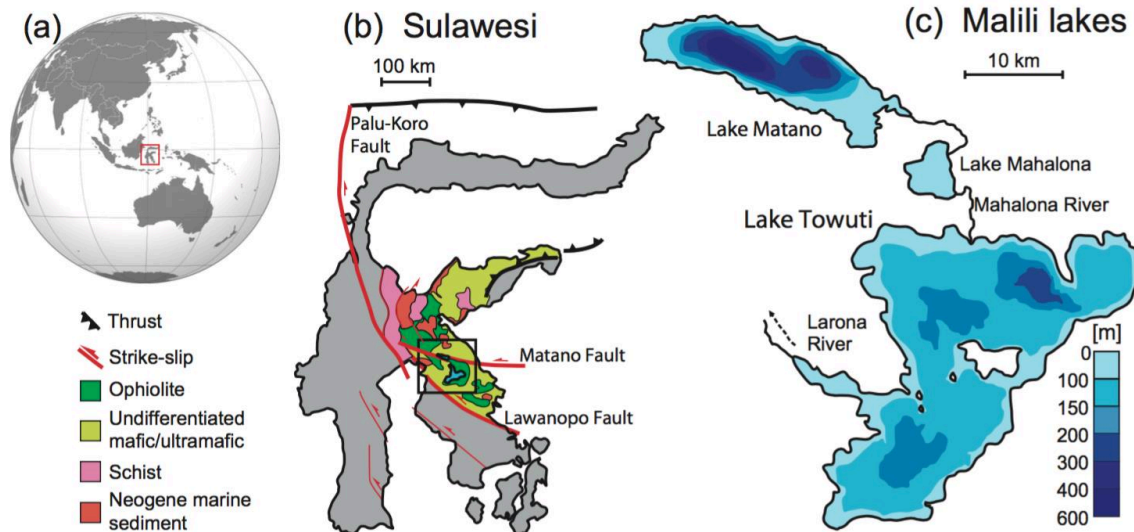 (a)
(b) Sulawesi
100 km
Palu-Koro
Fault
Matano Fault
Lawanopo Fault
Thrust
Strike-slip
Ophiolite
Undifferentiated
mafic/ultramafic
Schist
Neogene marine
sediment
(c) Malili lakes
10 km
Lake Matano
Lake Mahalona
Mahalona River
Lake Towuti
Larona
River
[m]
0
100
150
200
300
400
600